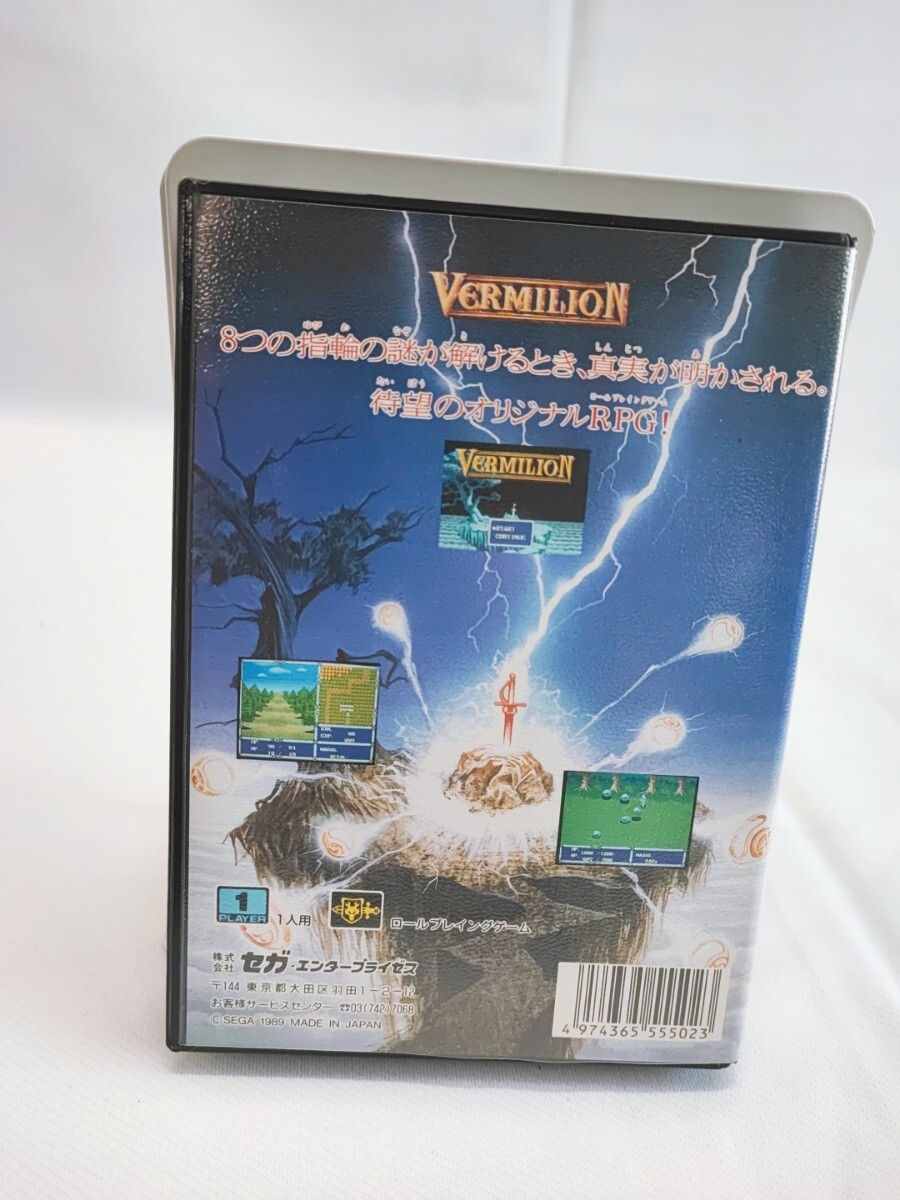 VERMILION
8つの指輪の謎が解けるとき、真実が明かされる。
待望のオリジナルRPG!
VERMILION
START
CONTINUE
1
PLAYER
1人用
ロールプレイングゲーム
株式会社 セガ・エンタープライゼス
〒144 東京都大田区羽田1-2-12
お客様サービスセンター ☎03(742)7068
©SEGA 1989 MADE IN JAPAN
4 974365 555023